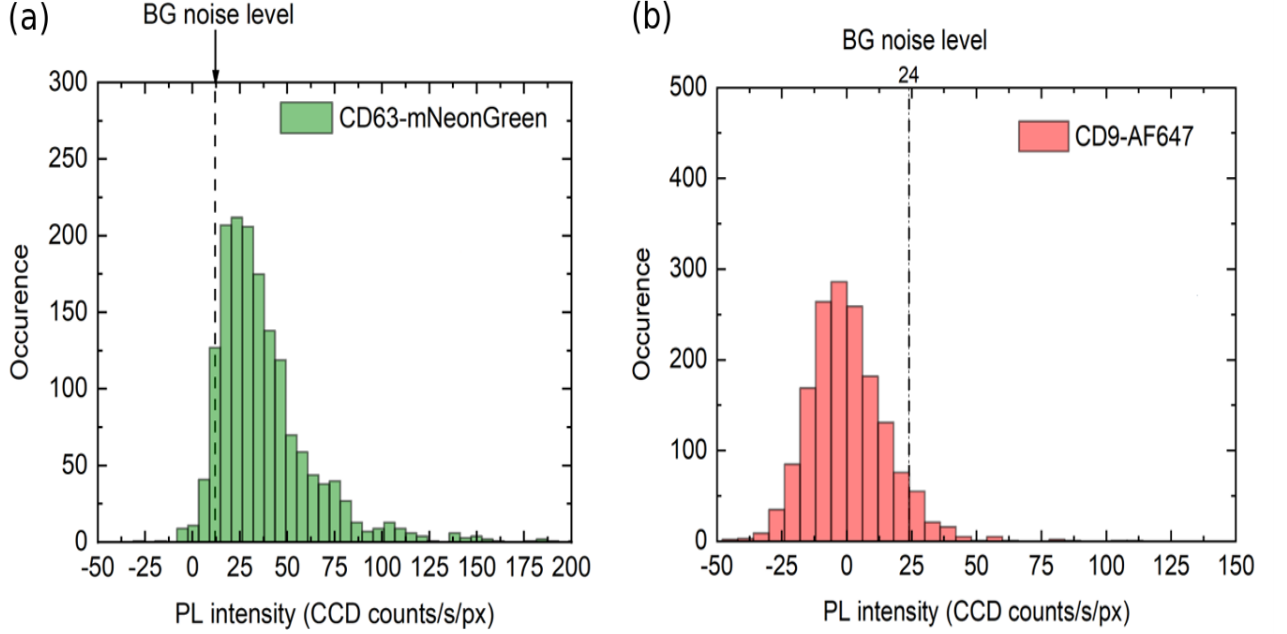 (a)
BG noise level
300
250
200
150
100
50
0
-50 -25 0 25 50 75 100 125 150 175 200
Occurence
PL intensity (CCD counts/s/px)
CD63-mNeonGreen
(b)
BG noise level
24
500
400
300
200
100
0
-50 -25 0 25 50 75 100 125 150
Occurence
PL intensity (CCD counts/s/px)
CD9-AF647